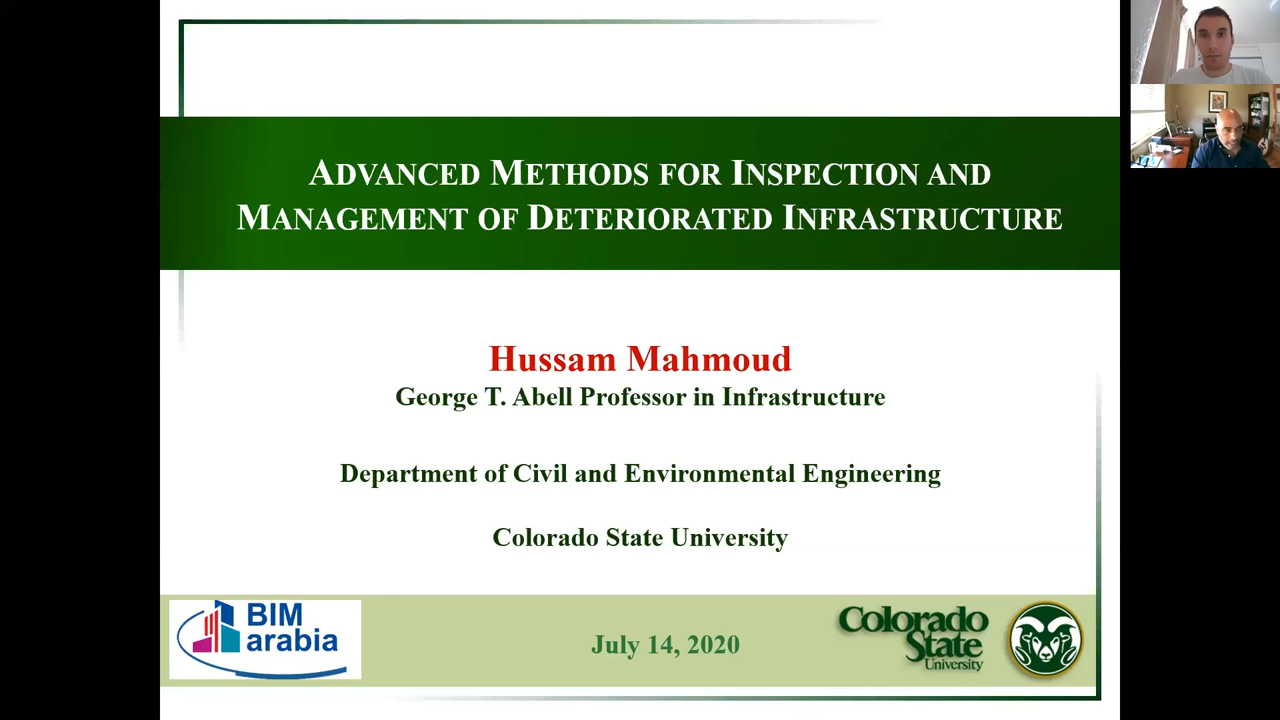 ADVANCED METHODS FOR INSPECTION AND
MANAGEMENT OF DETERIORATED INFRASTRUCTURE
Hussam Mahmoud
George T. Abell Professor in Infrastructure
Department of Civil and Environmental Engineering
Colorado State University
BIM
arabia
July 14, 2020
Colorado
State
University